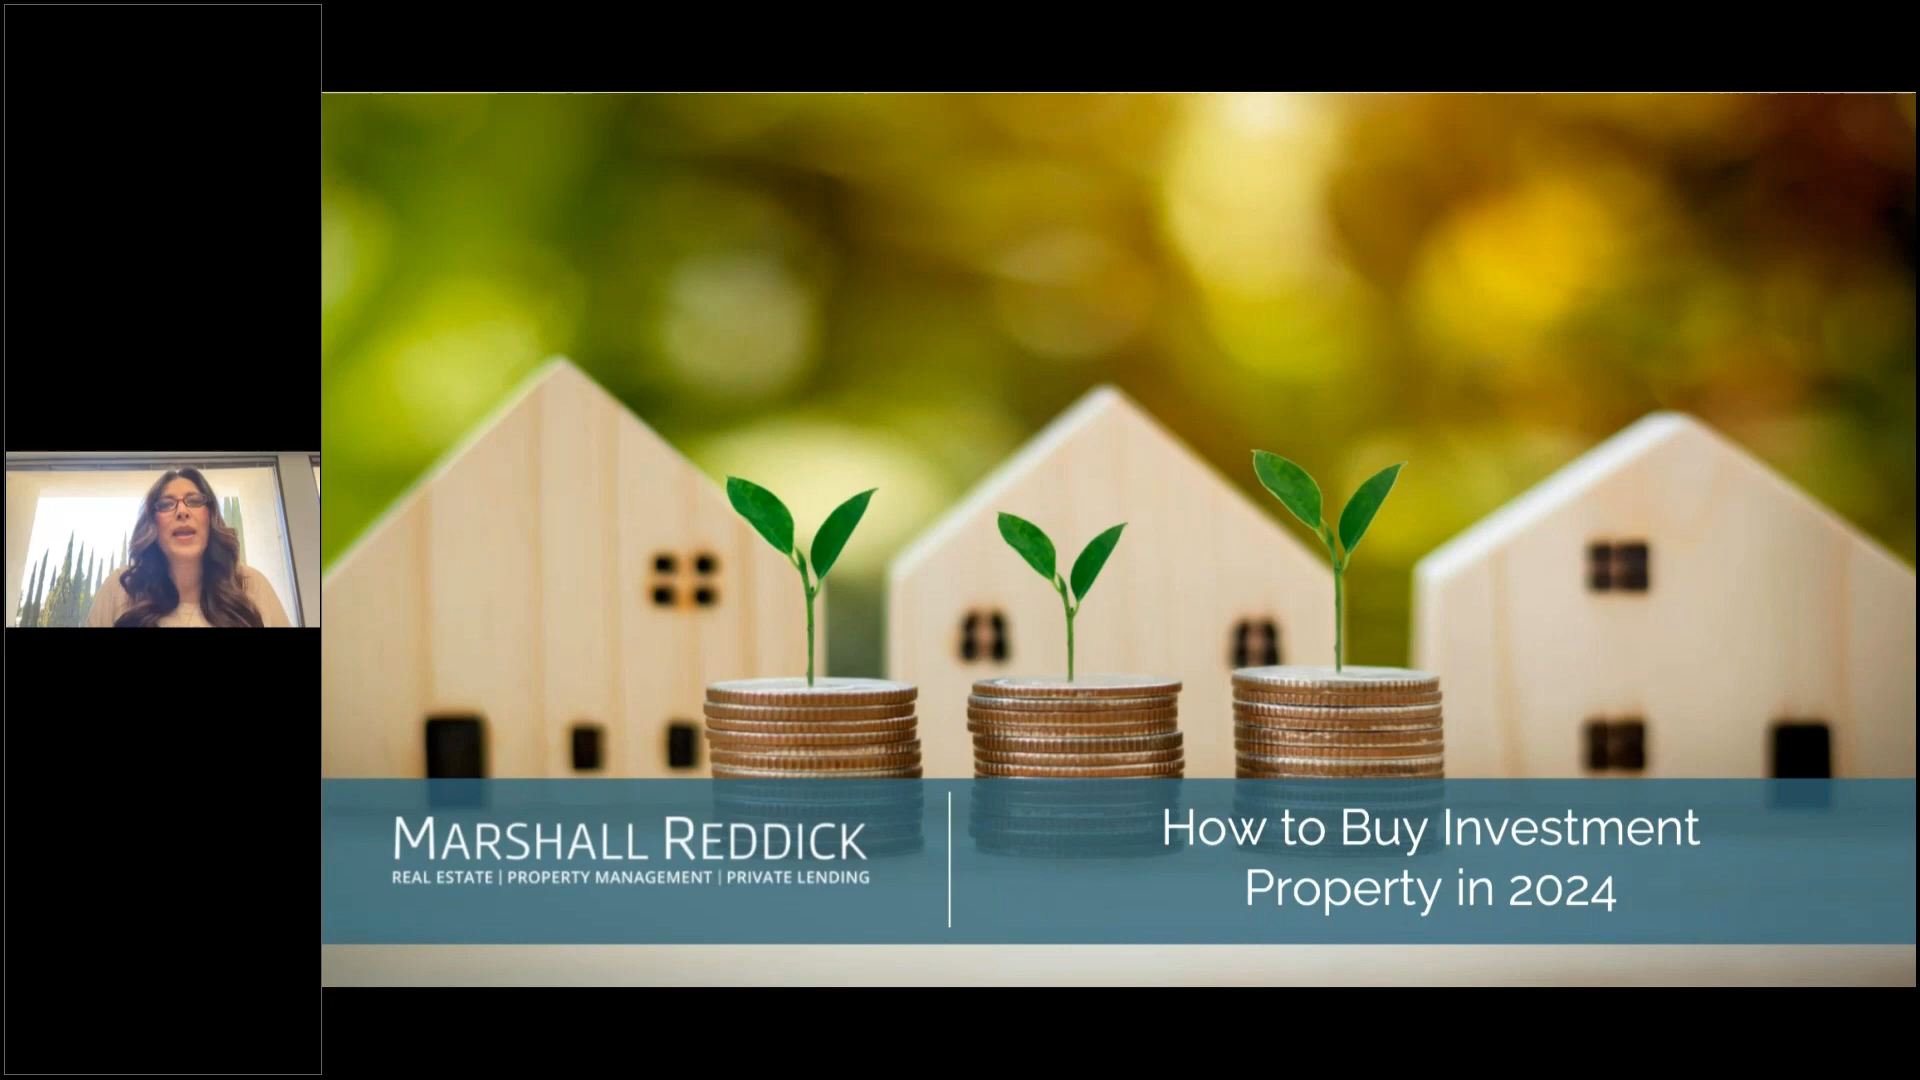 MARSHALL REDDICK
REAL ESTATE | PROPERTY MANAGEMENT | PRIVATE LENDING
How to Buy Investment
Property in 2024